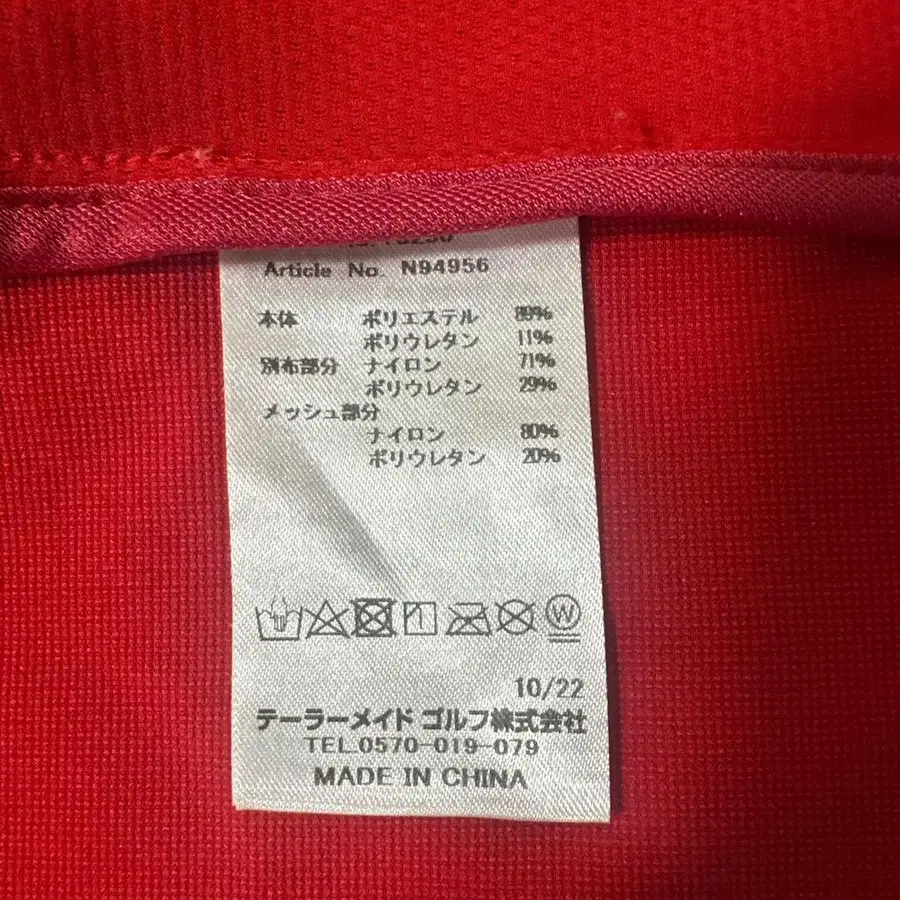 Article No. N94956
本体 ポリエステル 89%
ポリウレタン 11%
別布部分 ナイロン 71%
ポリウレタン 29%
メッシュ部分
ナイロン 80%
ポリウレタン 20%
W
10/22
テーラーメイド ゴルフ株式会社
TEL.0570-019-079
MADE IN CHINA